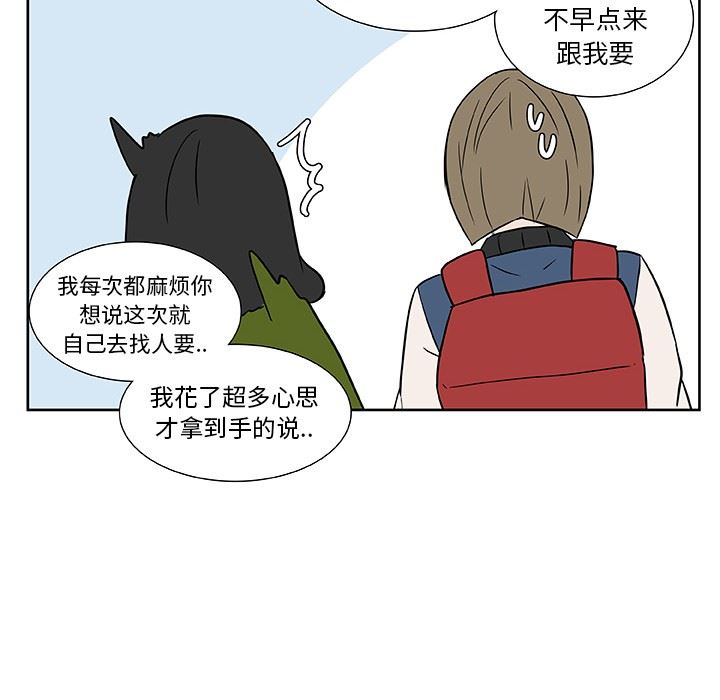 不早点来
跟我要
我每次都麻烦你
想说这次就
自己去找人要..
我花了超多心思
才拿到手的说..